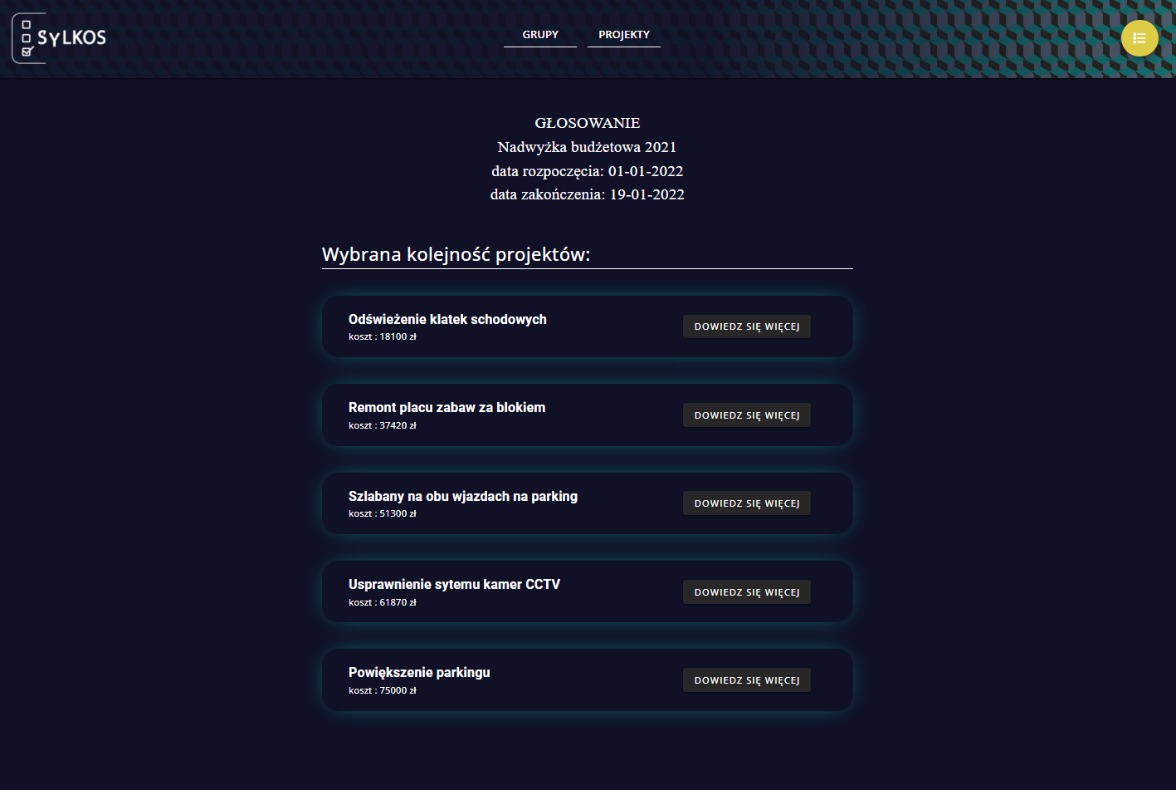 SYLKOS
GRUPY
PROJEKTY
GŁOSOWANIE
Nadwyżka budżetowa 2021
data rozpoczęcia: 01-01-2022
data zakończenia: 19-01-2022
Wybrana kolejność projektów:
Odświeżenie klatek schodowych
koszt : 18100 zł
DOWIEDZ SIĘ WIĘCEJ
Remont placu zabaw za blokiem
koszt : 37420 zł
DOWIEDZ SIĘ WIĘCEJ
Szlabany na obu wjazdach na parking
koszt : 51300 zł
DOWIEDZ SIĘ WIĘCEJ
Usprawnienie sytemu kamer CCTV
koszt : 61870 zł
DOWIEDZ SIĘ WIĘCEJ
Powiększenie parkingu
koszt : 75000 zł
DOWIEDZ SIĘ WIĘCEJ